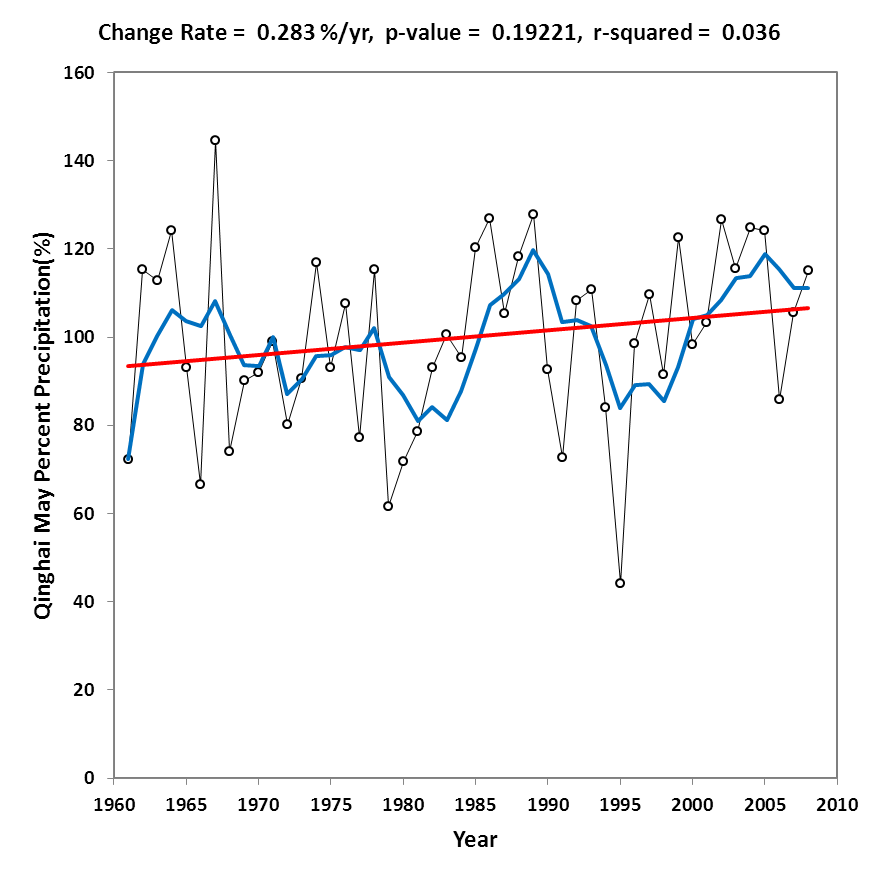 Change Rate = 0.283 %/yr, p-value = 0.19221, r-squared = 0.036
160
140
120
100
80
60
40
20
0
Qinghai May Percent Precipitation(%)
1960 1965 1970 1975 1980 1985 1990 1995 2000 2005 2010
Year